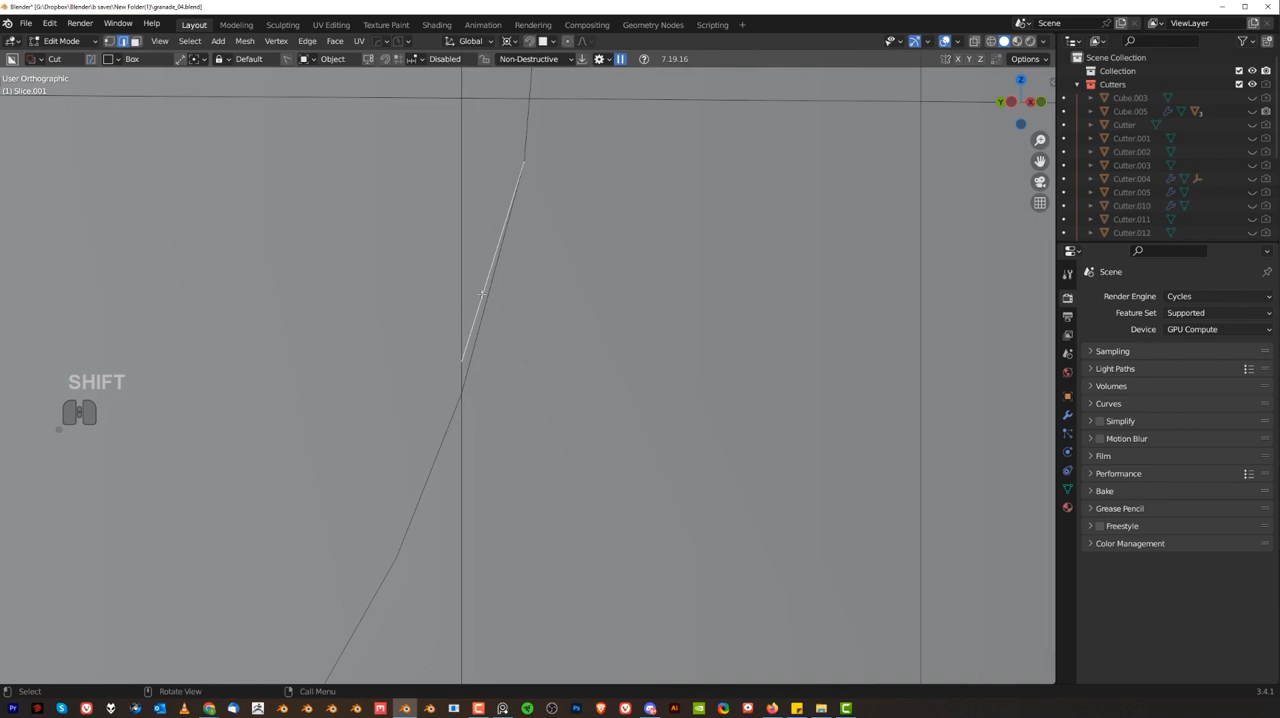 Blender* [G:\Dropbox\Blender\b saves\New Folder(1)\granade_04.blend]
File Edit Render Window Help Layout Modeling Sculpting UV Editing Texture Paint Shading Animation Rendering Compositing Geometry Nodes Scripting + Scene ViewLayer
Edit Mode View Select Add Mesh Vertex Edge Face UV Global
Cut Box Default Object Disabled Non-Destructive 7.19.16 X Y Z Options
User Orthographic
(1) Slice.001
Z
Y X
SHIFT
Scene Collection
Collection
Cutters
Cube.003
Cube.005 3
Cutter
Cutter.001
Cutter.002
Cutter.003
Cutter.004
Cutter.005
Cutter.010
Cutter.011
Cutter.012
Scene
Render Engine Cycles
Feature Set Supported
Device GPU Compute
Sampling
Light Paths
Volumes
Curves
Simplify
Motion Blur
Film
Performance
Bake
Grease Pencil
Freestyle
Color Management
Select Rotate View Call Menu 3.4.1